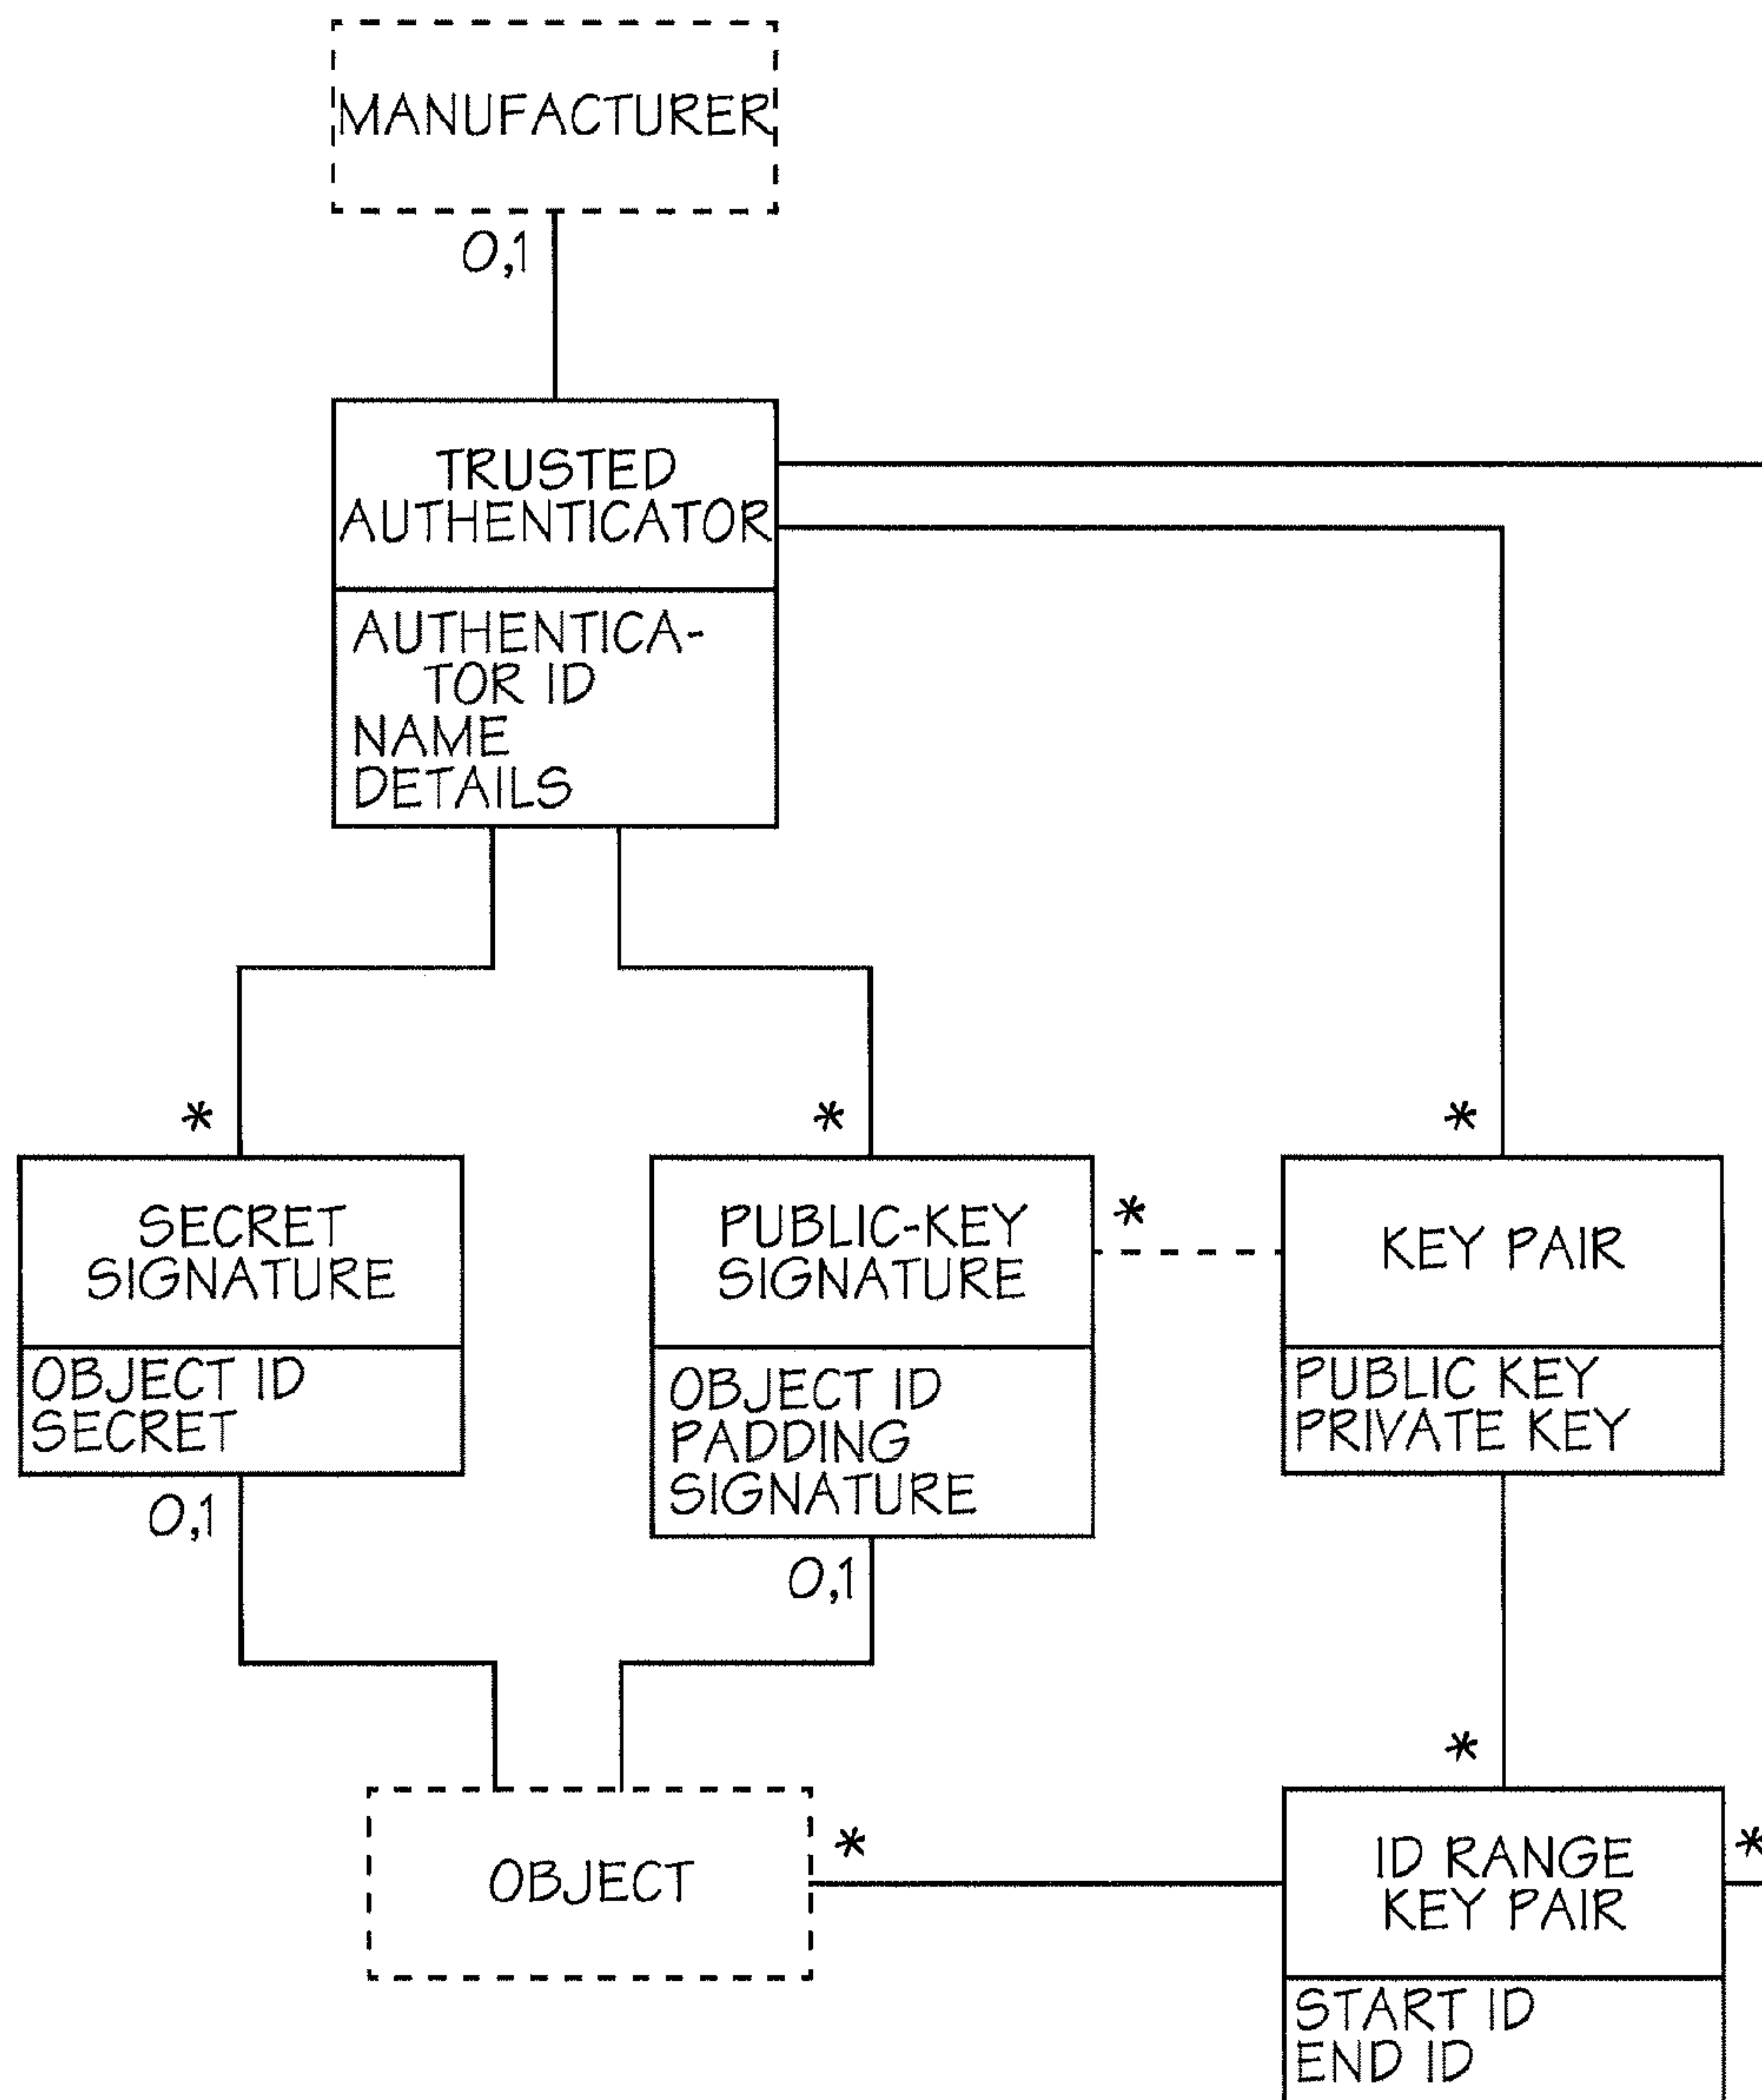 MANUFACTURER
0,1
TRUSTED
AUTHENTICATOR
AUTHENTICA-
TOR ID
NAME
DETAILS
*
*
*
SECRET
SIGNATURE
OBJECT ID
SECRET
0,1
PUBLIC-KEY
SIGNATURE
*
OBJECT ID
PADDING
SIGNATURE
0,1
KEY PAIR
PUBLIC KEY
PRIVATE KEY
*
OBJECT
*
ID RANGE
KEY PAIR
*
START ID
END ID